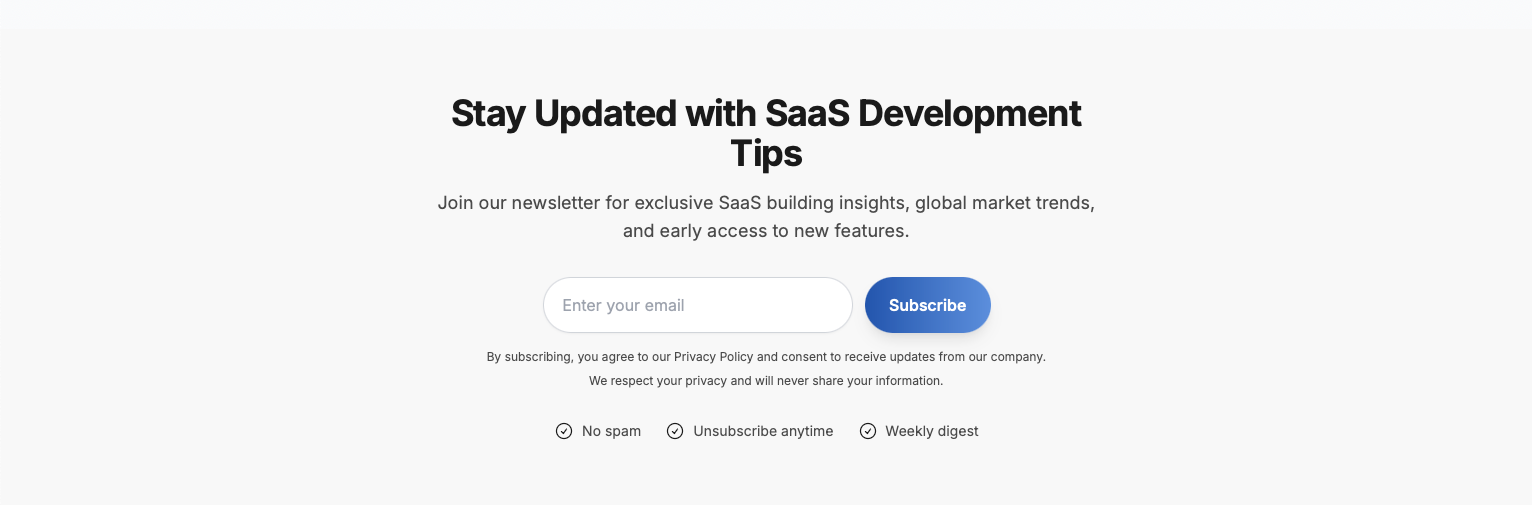 Stay Updated with SaaS Development
Tips
Join our newsletter for exclusive SaaS building insights, global market trends,
and early access to new features.
Enter your email
Subscribe
By subscribing, you agree to our Privacy Policy and consent to receive updates from our company.
We respect your privacy and will never share your information.
No spam
Unsubscribe anytime
Weekly digest